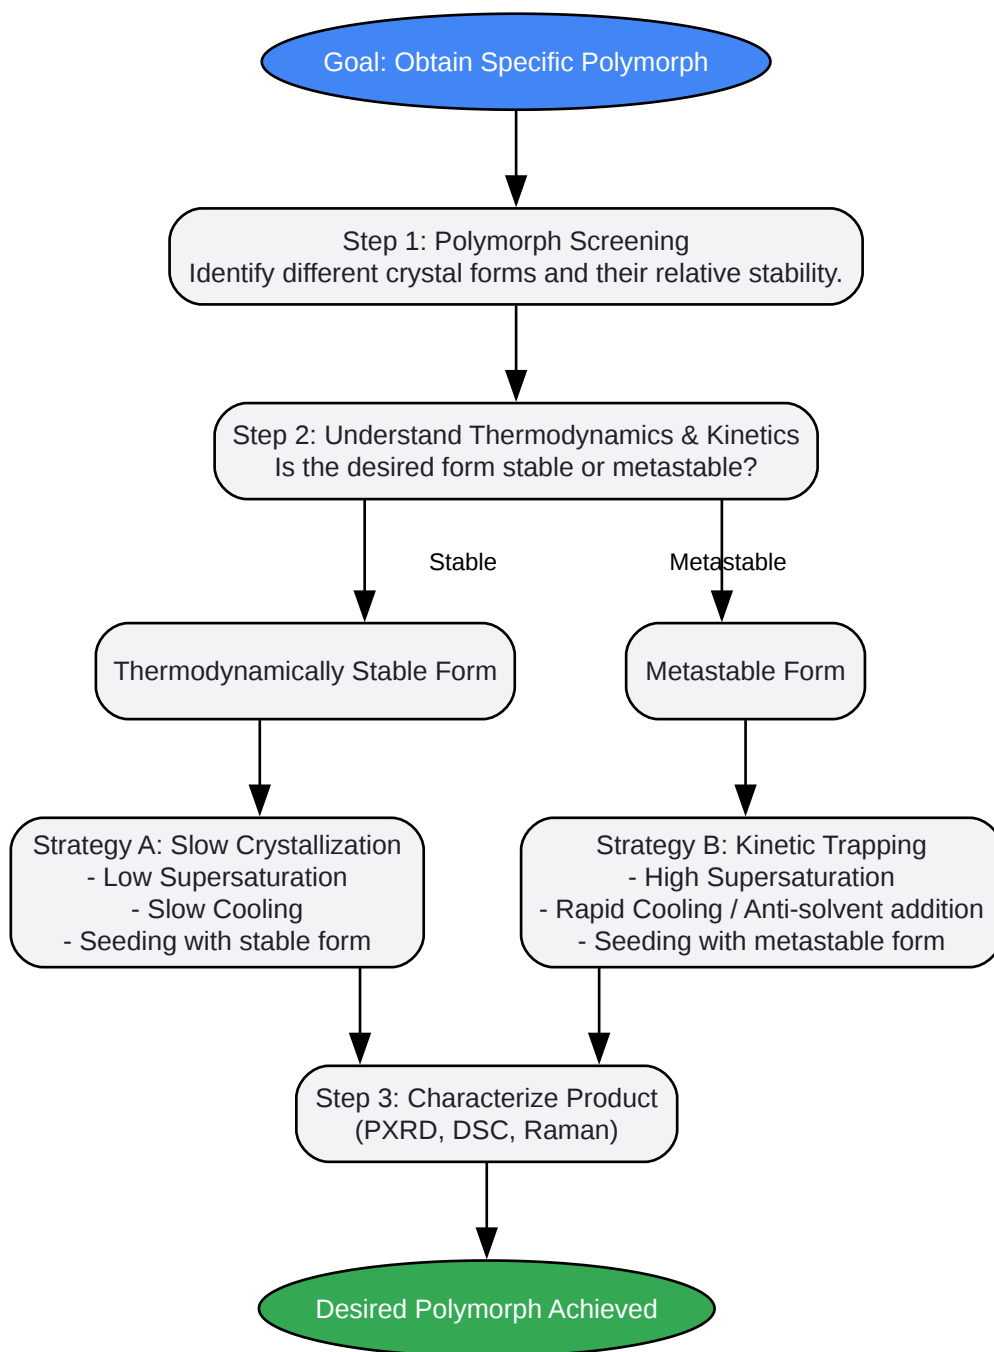 Goal: Obtain Specific Polymorph
Step 1: Polymorph Screening
Identify different crystal forms and their relative stability.
Step 2: Understand Thermodynamics & Kinetics
Is the desired form stable or metastable?
Stable
Metastable
Thermodynamically Stable Form
Metastable Form
Strategy A: Slow Crystallization
- Low Supersaturation
- Slow Cooling
- Seeding with stable form
Strategy B: Kinetic Trapping
- High Supersaturation
- Rapid Cooling / Anti-solvent addition
- Seeding with metastable form
Step 3: Characterize Product
(PXRD, DSC, Raman)
Desired Polymorph Achieved